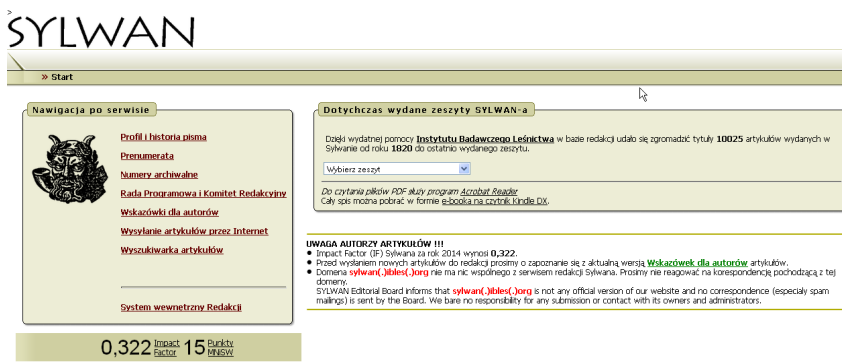 >
SYLWAN
» Start
Nawigacja po serwisie
Profil i historia pisma
Prenumerata
Numery archiwalne
Rada Programowa i Komitet Redakcyjny
Wskazówki dla autorów
Wysyłanie artykułów przez Internet
Wyszukiwarka artykułów
System wewnętrzny Redakcji
0,322 Impact Factor 15 Punkty MNiSW
Dotychczas wydane zeszyty SYLWAN-a
Dzięki wydatnej pomocy Instytutu Badawczego Leśnictwa w bazie redakcji udało się zgromadzić tytuły 10025 artykułów wydanych w
Sylwanie od roku 1820 do ostatnio wydanego zeszytu.
Wybierz zeszyt
Do czytania plików PDF służy program Acrobat Reader
Cały spis można pobrać w formie e-booka na czytnik Kindle DX.
UWAGA AUTORZY ARTYKUŁÓW !!!
● Impact Factor (IF) Sylwana za rok 2014 wynosi 0,322.
● Przed wysłaniem nowych artykułów do redakcji prosimy o zapoznanie się z aktualną wersją Wskazówek dla autorów artykułów.
● Domena sylwan(.)ibles(.)org nie ma nic wspólnego z serwisem redakcji Sylwana. Prosimy nie reagować na korespondencję pochodzącą z tej
domeny.
SYLWAN Editorial Board informs that sylwan(.)ibles(.)org is not any official version of our website and no correspondence (especialy spam
mailings) is sent by the Board. We bare no responsibility for any submission or contact with its owners and administrators.